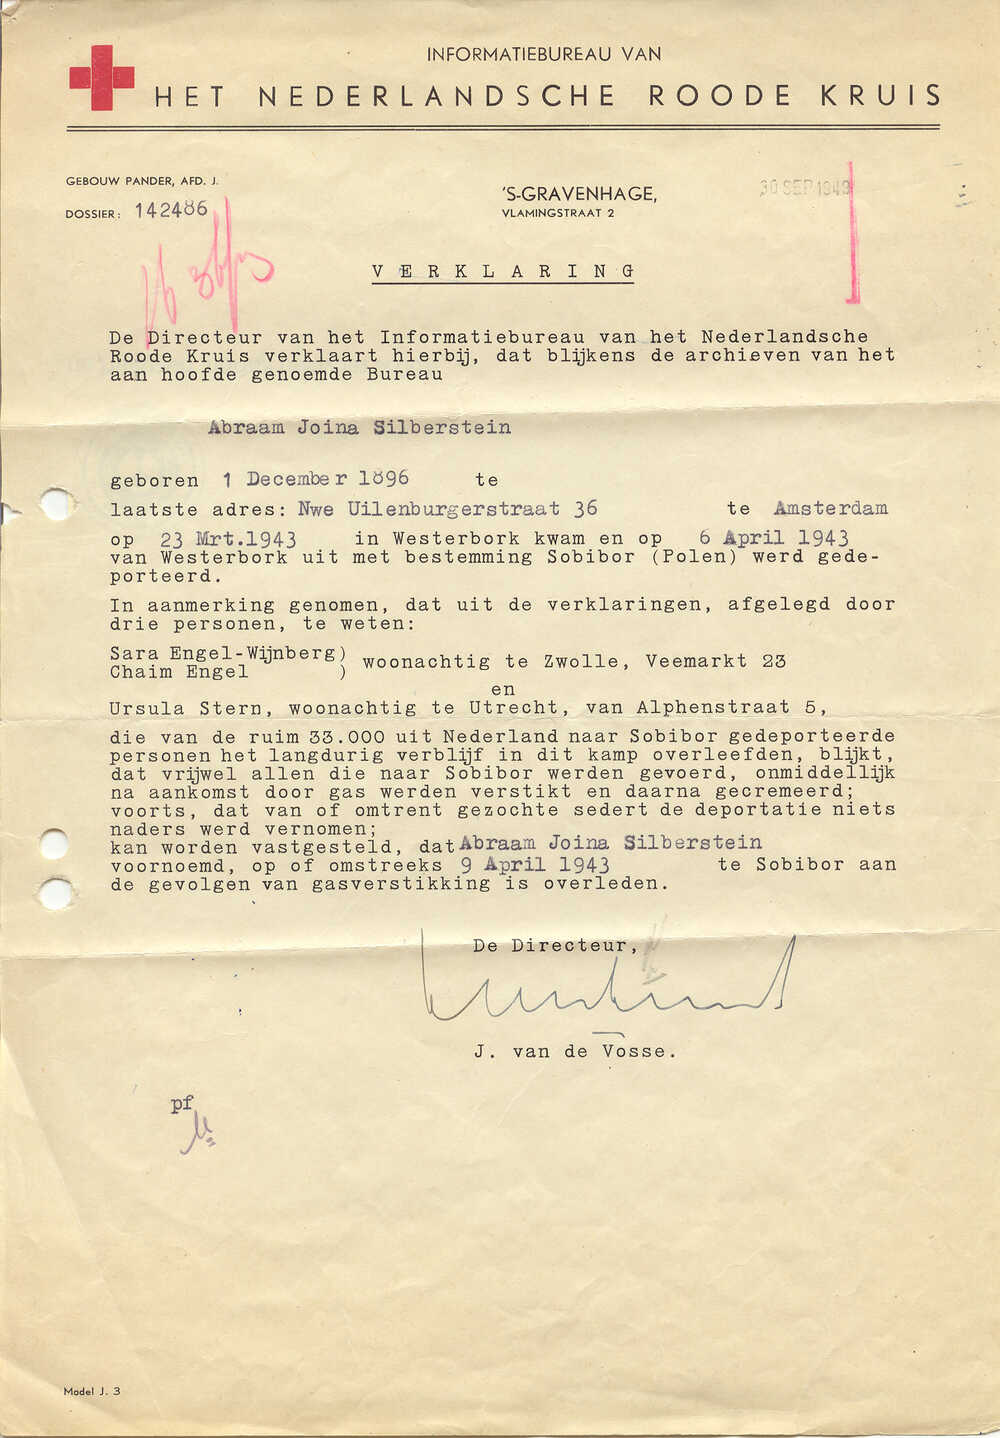 INFORMATIEBUREAU VAN
HET NEDERLANDSCHE ROODE KRUIS
GEBOUW PANDER, AFD. J.
DOSSIER: 142486
'S-GRAVENHAGE,
VLAMINGSTRAAT 2
30 SEP 1949
VERKLARING
De Directeur van het Informatiebureau van het Nederlandsche
Roode Kruis verklaart hierbij, dat blijkens de archieven van het
aan hoofde genoemde Bureau
Abraam Joina Silberstein
geboren 1 December 1896 te
laatste adres: Nwe Uilenburgerstraat 36 te Amsterdam
op 23 Mrt.1943 in Westerbork kwam en op 6 April 1943
van Westerbork uit met bestemming Sobibor (Polen) werd gede-
porteerd.
In aanmerking genomen, dat uit de verklaringen, afgelegd door
drie personen, te weten:
Sara Engel-Wijnberg)
Chaim Engel ) woonachtig te Zwolle, Veemarkt 23
en
Ursula Stern, woonachtig te Utrecht, van Alphenstraat 5,
die van de ruim 33.000 uit Nederland naar Sobibor gedeporteerde
personen het langdurig verblijf in dit kamp overleefden, blijkt,
dat vrijwel allen die naar Sobibor werden gevoerd, onmiddellijk
na aankomst door gas werden verstikt en daarna gecremeerd;
voorts, dat van of omtrent gezochte sedert de deportatie niets
naders werd vernomen;
kan worden vastgesteld, dat Abraam Joina Silberstein
voornoemd, op of omstreeks 9 April 1943 te Sobibor aan
de gevolgen van gasverstikking is overleden.
De Directeur,
J. van de Vosse.
pf
Model J. 3